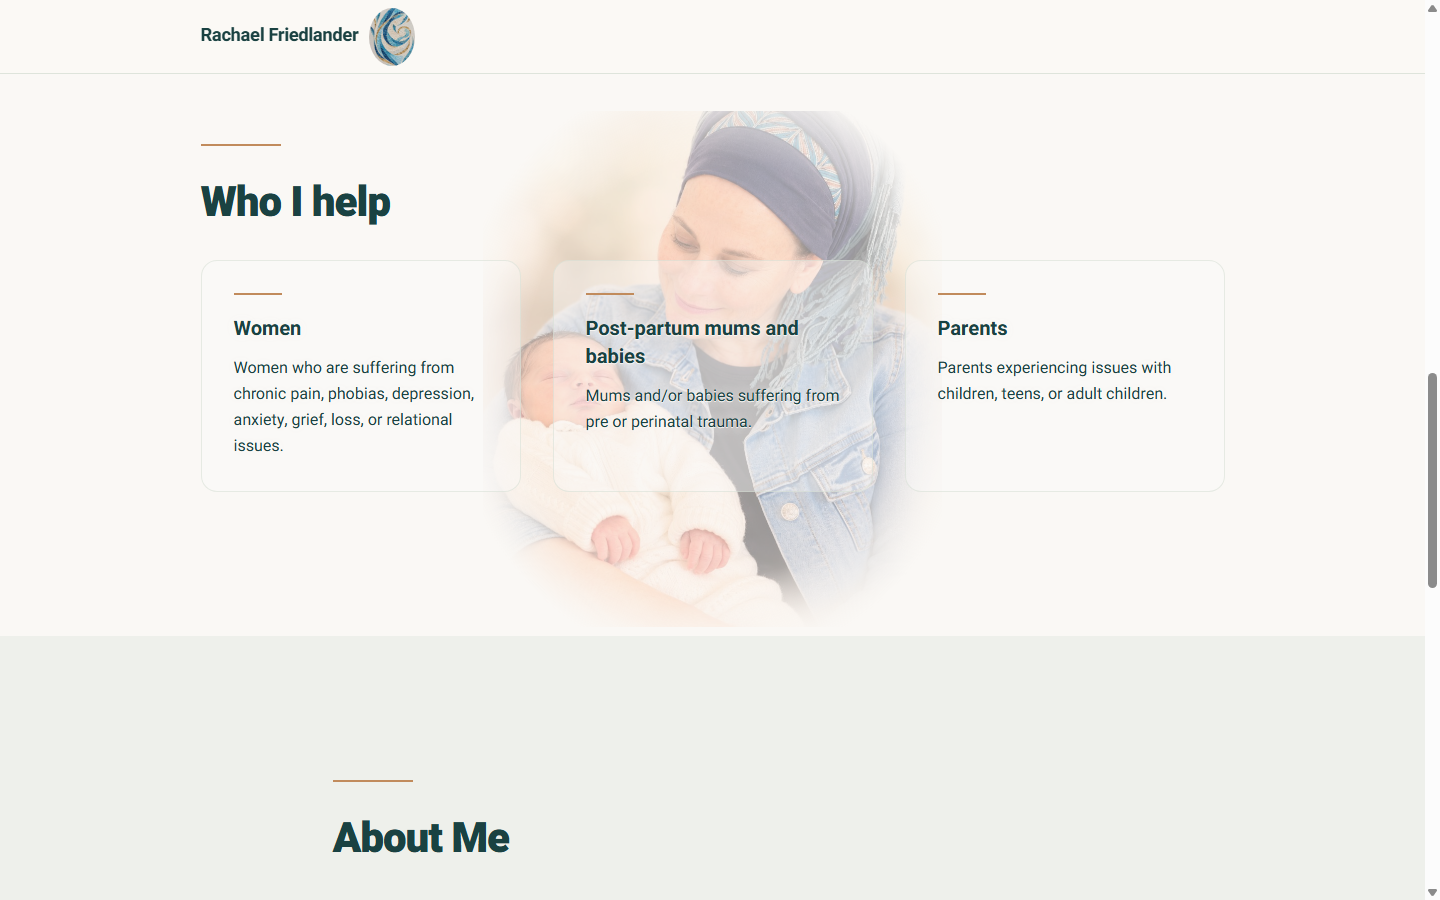 Rachael Friedlander
Who I help
Women
Women who are suffering from
chronic pain, phobias, depression,
anxiety, grief, loss, or relational
issues.
Post-partum mums and
babies
Mums and/or babies suffering from
pre or perinatal trauma.
Parents
Parents experiencing issues with
children, teens, or adult children.
About Me